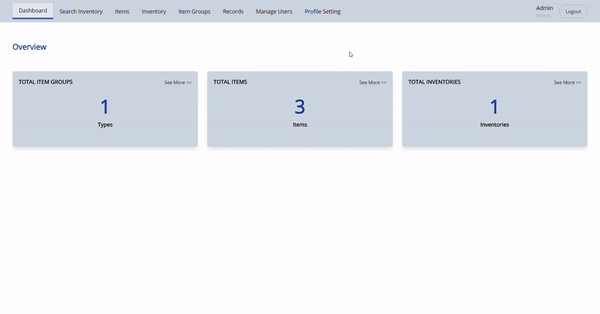 Dashboard Search Inventory Items Inventory Item Groups Records Manage Users Profile Setting Admin Logout
Admin
Overview
TOTAL ITEM GROUPS See More >> TOTAL ITEMS See More >> TOTAL INVENTORIES See More >>
1 3 1
Types Items Inventories